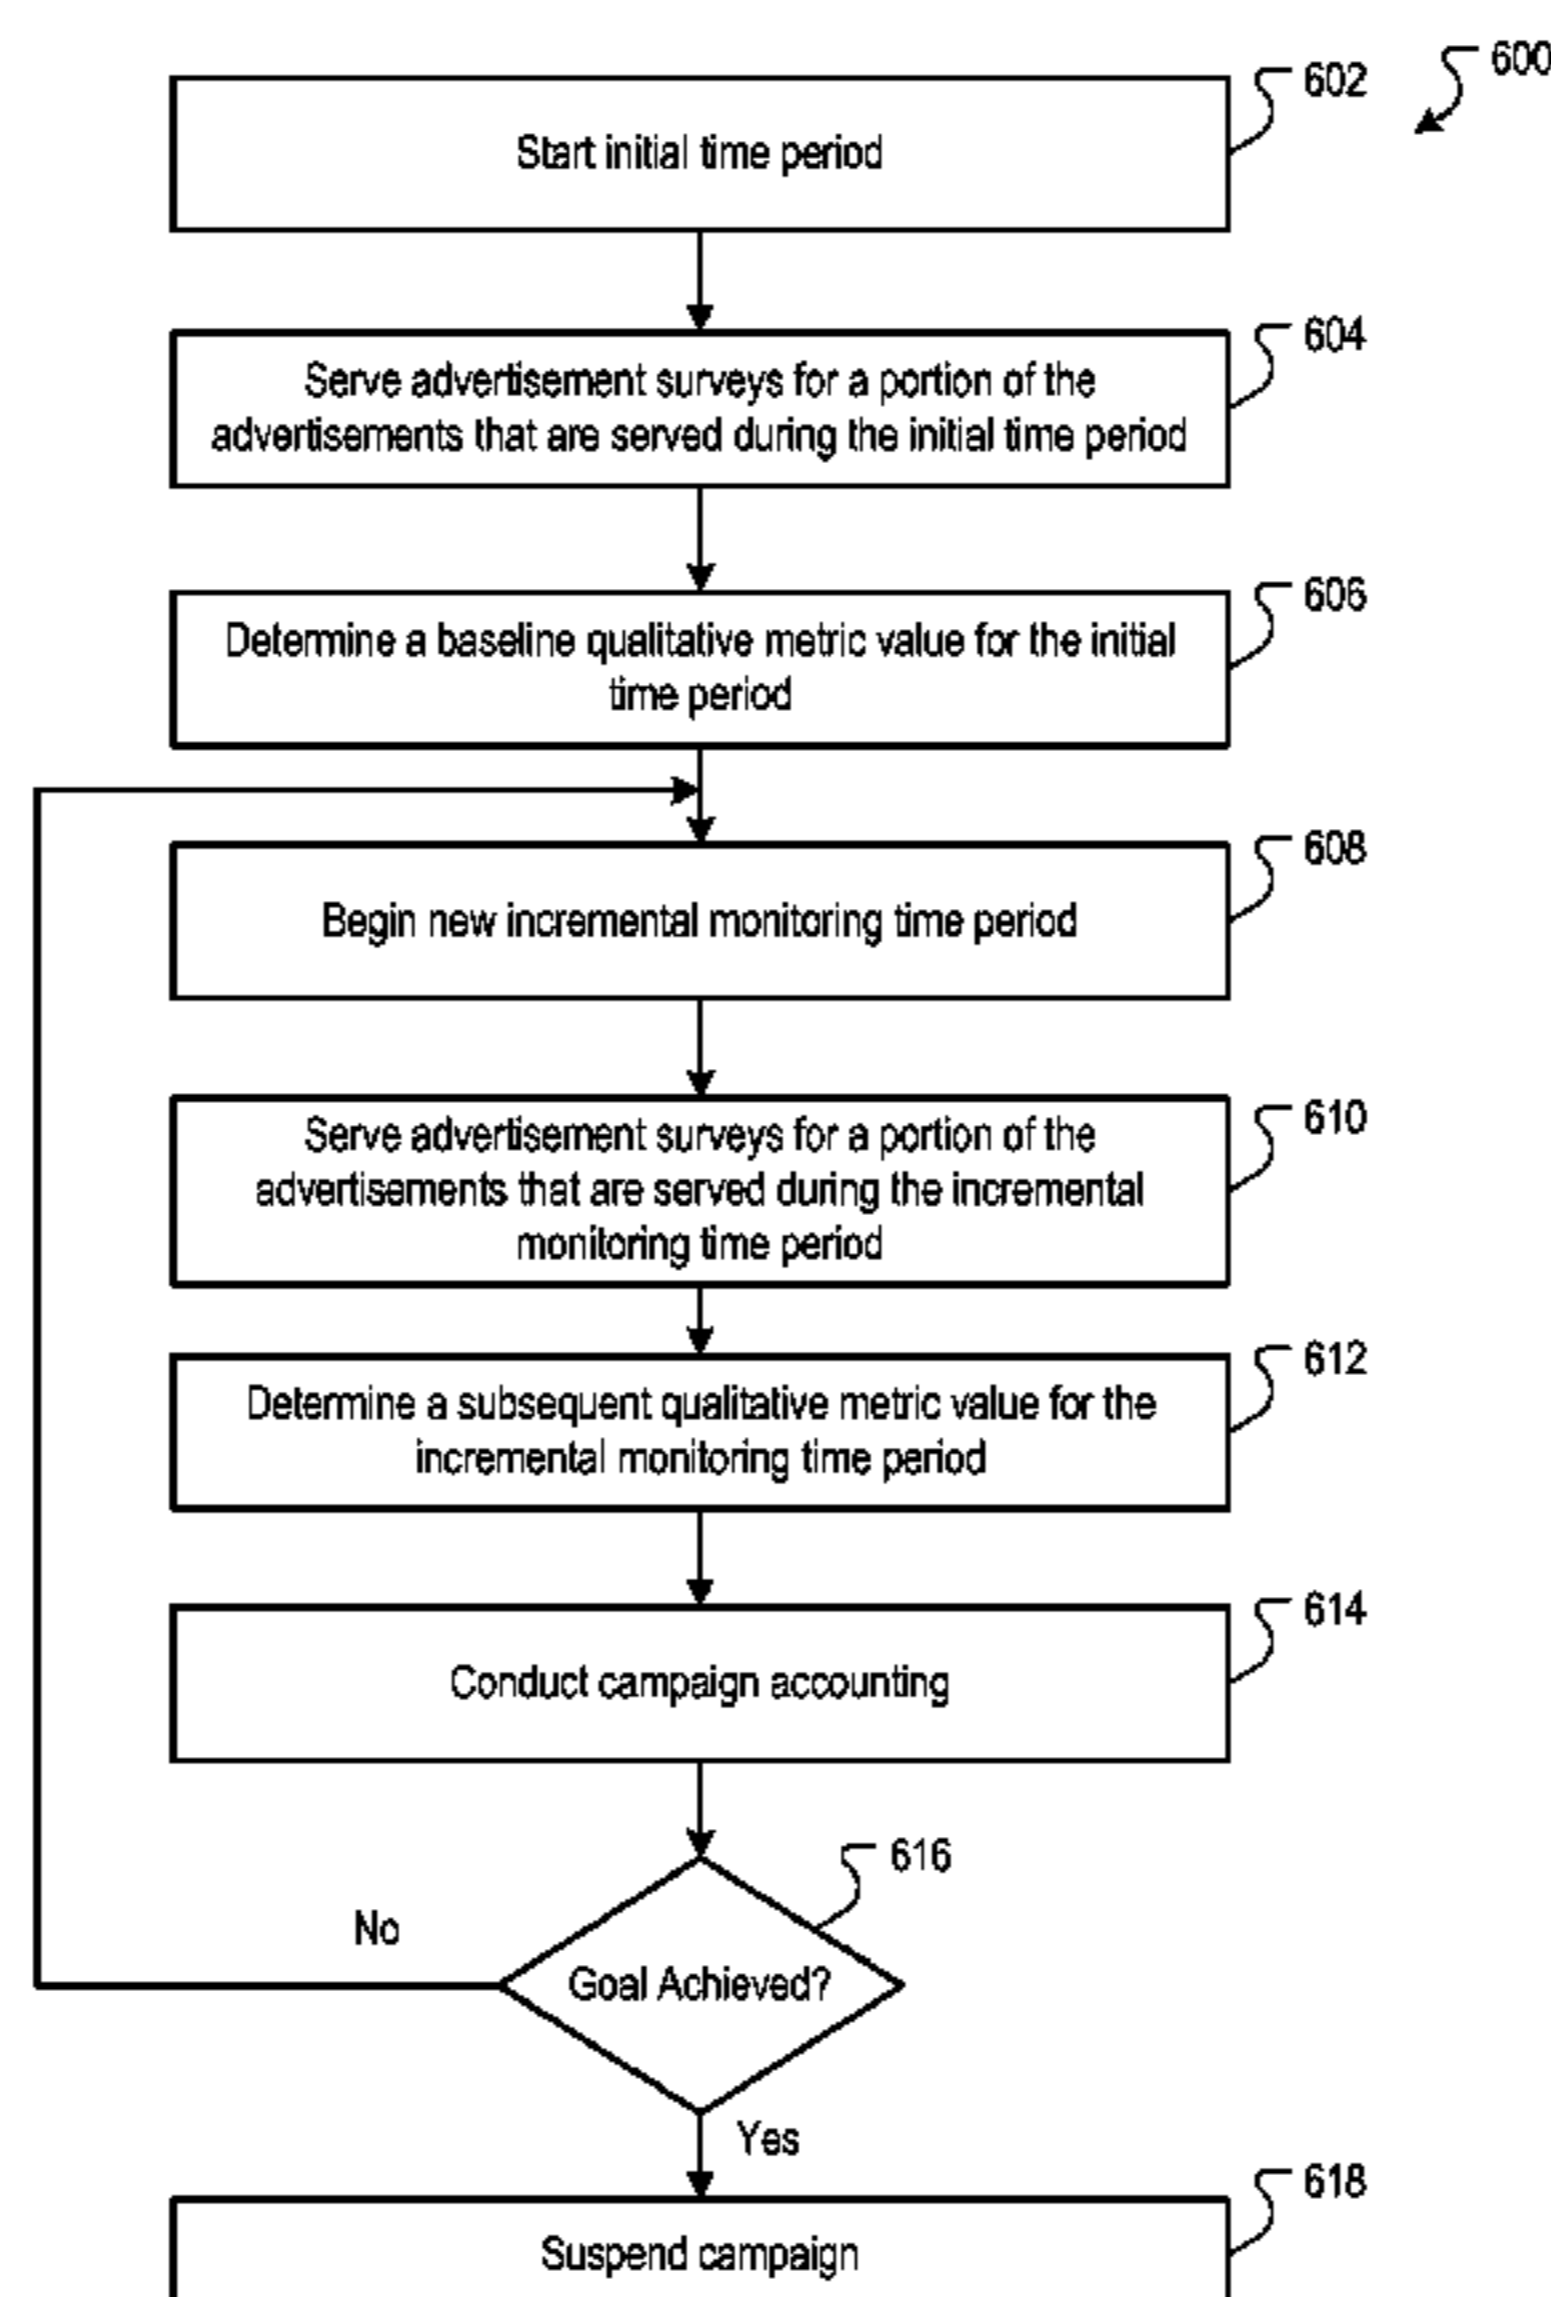 600
602
Start initial time period
604
Serve advertisement surveys for a portion of the
advertisements that are served during the initial time period
606
Determine a baseline qualitative metric value for the initial
time period
608
Begin new incremental monitoring time period
610
Serve advertisement surveys for a portion of the
advertisements that are served during the incremental
monitoring time period
612
Determine a subsequent qualitative metric value for the
incremental monitoring time period
614
Conduct campaign accounting
616
No
Goal Achieved?
Yes
618
Suspend campaign